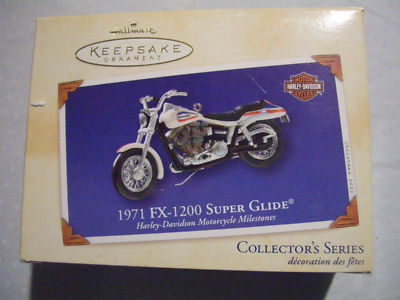 Hallmark
KEEPSAKE
ORNAMENT
MOTOR
HARLEY-DAVIDSON
CYCLES
1971 FX-1200 SUPER GLIDE®
Harley-Davidson Motorcycle Milestones
COLLECTOR'S SERIES
décoration des fêtes